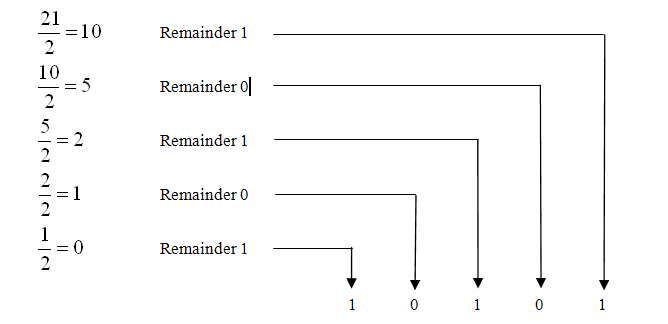 21/2 = 10 Remainder 1
10/2 = 5 Remainder 0
5/2 = 2 Remainder 1
2/2 = 1 Remainder 0
1/2 = 0 Remainder 1
1 0 1 0 1